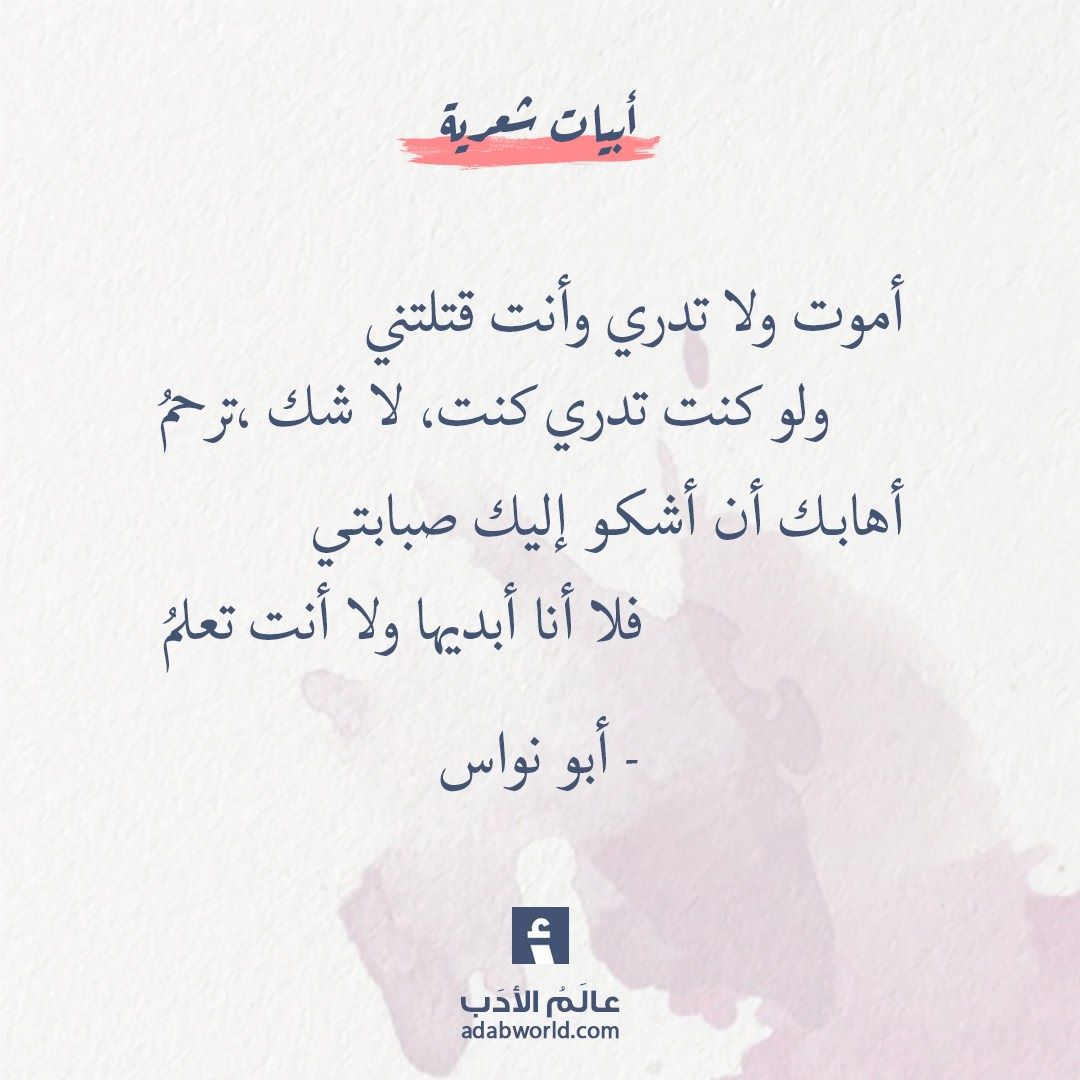 أبيات شعرية
أموت ولا تدري وأنت قتلتني
ولو كنت تدري كنت، لا شك ،ترحمُ
أهابك أن أشكو إليك صبابتي
فلا أنا أبديها ولا أنت تعلمُ
- أبو نواس
أ
عالَمُ الأدَب
adabworld.com